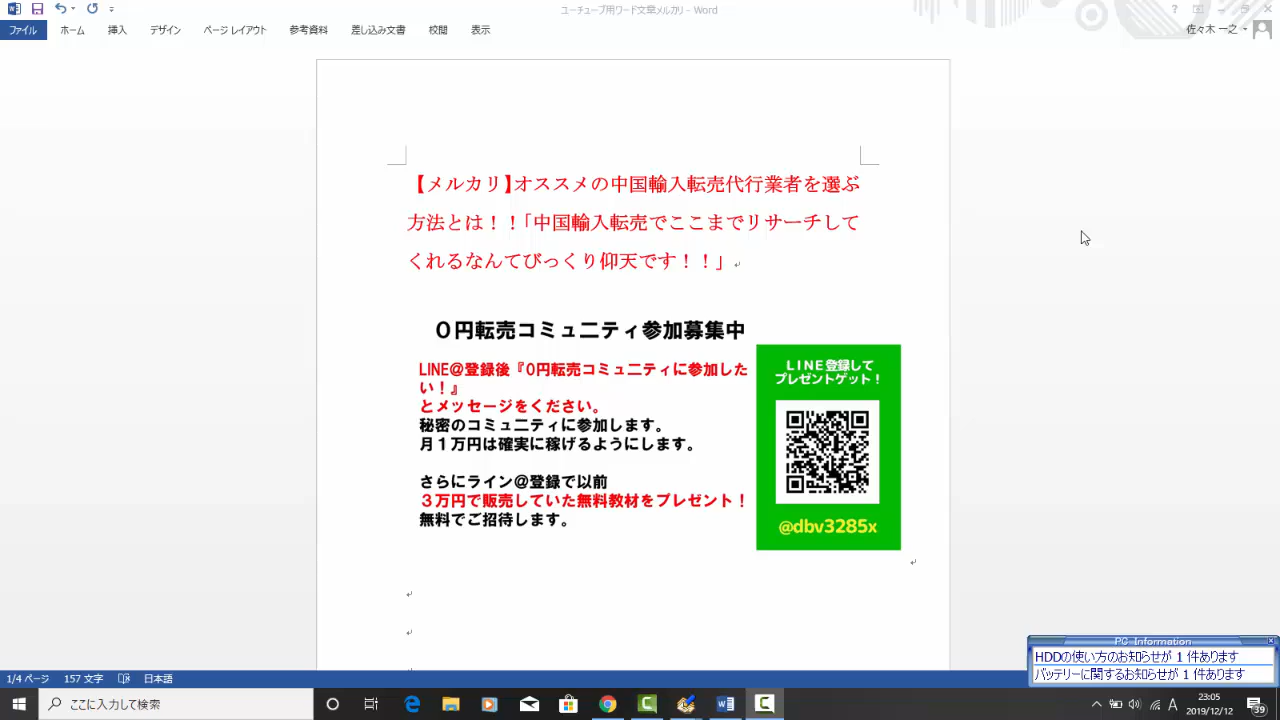 ユーチューブ用ワード文章メルカリ - Word
ファイル ホーム 挿入 デザイン ページ レイアウト 参考資料 差し込み文書 校閲 表示 佐々木 一之
【メルカリ】オススメの中国輸入転売代行業者を選ぶ
方法とは！！「中国輸入転売でここまでリサーチして
くれるなんてびっくり仰天です！！」
０円転売コミュニティ参加募集中
LINE@登録後『0円転売コミュニティに参加した
い！』
とメッセージをください。
秘密のコミュニティに参加します。
月１万円は確実に稼げるようにします。
さらにライン@登録で以前
３万円で販売していた無料教材をプレゼント！
無料でご招待します。
ＬＩＮＥ登録して
プレゼントゲット！
@dbv3285x
PC Information
HDDの使い方のお知らせが 1 件あります
バッテリーに関するお知らせが 1 件あります
1/4 ページ 157 文字 日本語
ここに入力して検索
A 23:05
2019/12/12
39